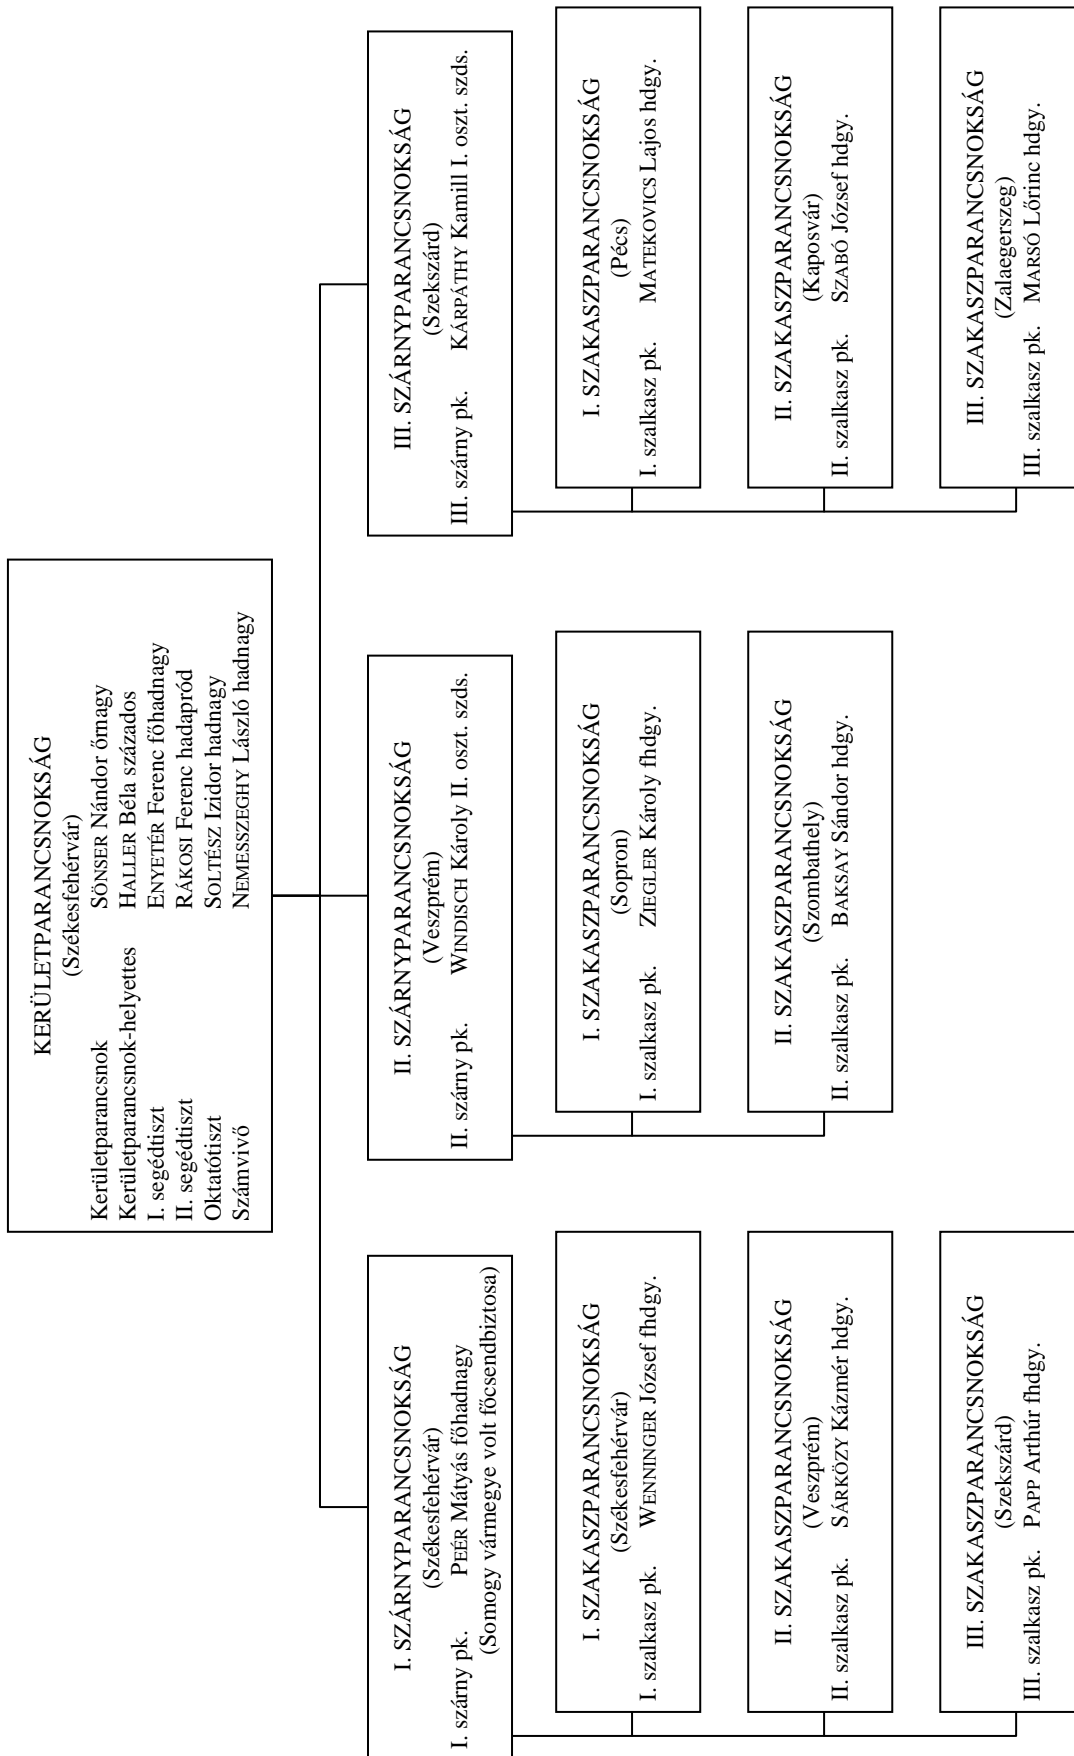 KERÜLETPARANCSNOKSÁG
(Székesfehérvár)
Kerületparancsnok SÖNSER Nándor őrnagy
Kerületparancsnok-helyettes HALLER Béla százados
I. segédtiszt ENYETÉR Ferenc főhadnagy
II. segédtiszt RÁKOSI Ferenc hadapród
Oktatótiszt SOLTÉSZ Izidor hadnagy
Számvivő NEMESSZEGHY László hadnagy
I. SZÁRNYPARANCSNOKSÁG
(Székesfehérvár)
I. szárny pk. PEÉR Mátyás főhadnagy
(Somogy vármegye volt főcsendbiztosa)
I. SZAKASZPARANCSNOKSÁG
(Székesfehérvár)
I. szalkasz pk. WENNINGER József fhdgy.
II. SZAKASZPARANCSNOKSÁG
(Veszprém)
II. szalkasz pk. SÁRKÖZY Kázmér hdgy.
III. SZAKASZPARANCSNOKSÁG
(Szekszárd)
III. szalkasz pk. PAPP Arthúr fhdgy.
II. SZÁRNYPARANCSNOKSÁG
(Veszprém)
II. szárny pk. WINDISCH Károly II. oszt. szds.
I. SZAKASZPARANCSNOKSÁG
(Sopron)
I. szalkasz pk. ZIEGLER Károly fhdgy.
II. SZAKASZPARANCSNOKSÁG
(Szombathely)
II. szalkasz pk. BAKSAY Sándor hdgy.
III. SZÁRNYPARANCSNOKSÁG
(Szekszárd)
III. szárny pk. KÁRPÁTHY Kamill I. oszt. szds.
I. SZAKASZPARANCSNOKSÁG
(Pécs)
I. szalkasz pk. MATEKOVICS Lajos hdgy.
II. SZAKASZPARANCSNOKSÁG
(Kaposvár)
II. szalkasz pk. SZABÓ József hdgy.
III. SZAKASZPARANCSNOKSÁG
(Zalaegerszeg)
III. szalkasz pk. MARSÓ Lőrinc hdgy.